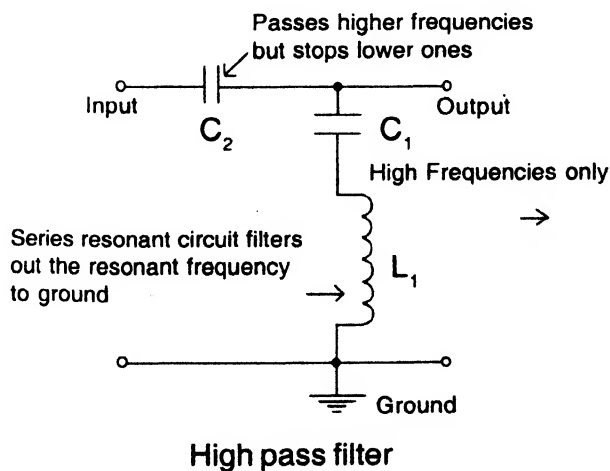 Passes higher frequencies
but stops lower ones
Input
Output
C₂
C₁
High Frequencies only
Series resonant circuit filters
out the resonant frequency
to ground
L₁
Ground
High pass filter